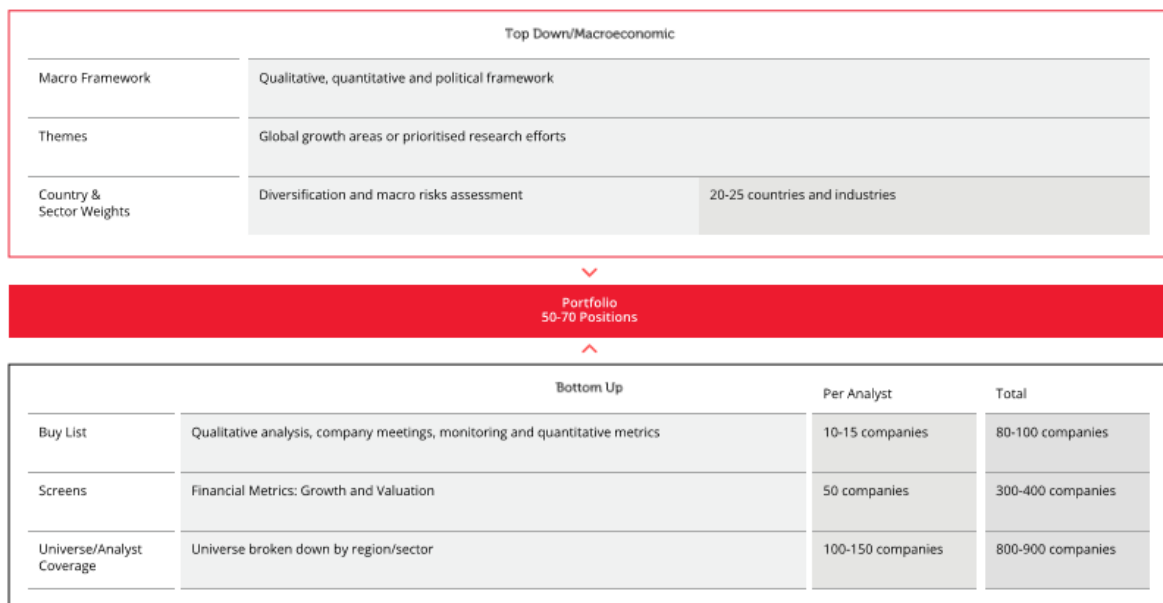 Top Down/Macroeconomic
Macro Framework
Qualitative, quantitative and political framework
Themes
Global growth areas or prioritised research efforts
Country &
Sector Weights
Diversification and macro risks assessment
20-25 countries and industries
Portfolio
50-70 Positions
Bottom Up
Per Analyst
Total
Buy List
Qualitative analysis, company meetings, monitoring and quantitative metrics
10-15 companies
80-100 companies
Screens
Financial Metrics: Growth and Valuation
50 companies
300-400 companies
Universe/Analyst
Coverage
Universe broken down by region/sector
100-150 companies
800-900 companies